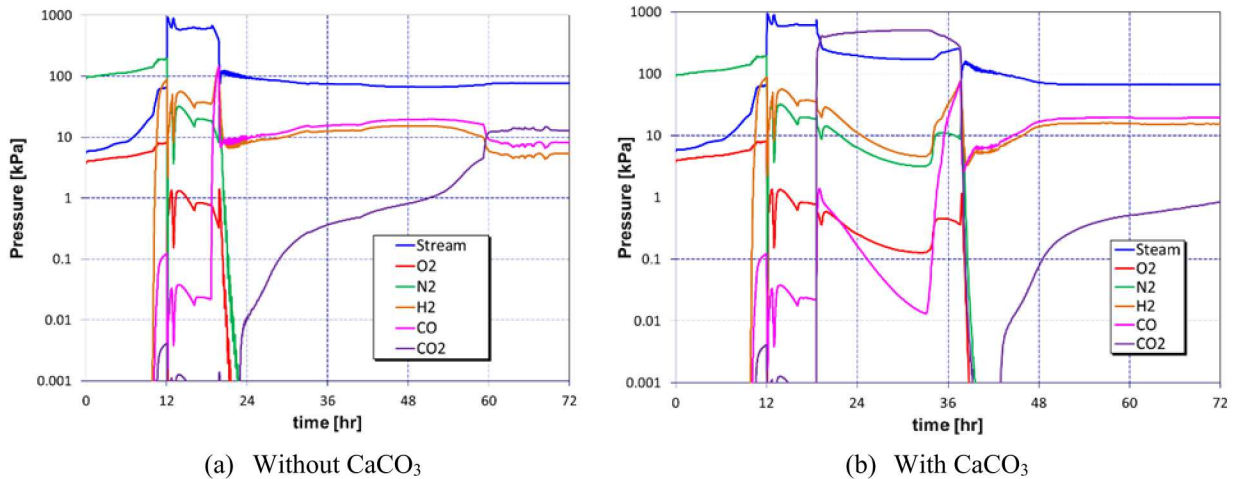 1000
100
10
1
0.1
0.01
0.001
Pressure [kPa]
Stream
O2
N2
H2
CO
CO2
0 12 24 36 48 60 72
time [hr]
(a) Without CaCO₃
1000
100
10
1
0.1
0.01
0.001
Pressure [kPa]
Steam
O2
N2
H2
CO
CO2
0 12 24 36 48 60 72
time [hr]
(b) With CaCO₃